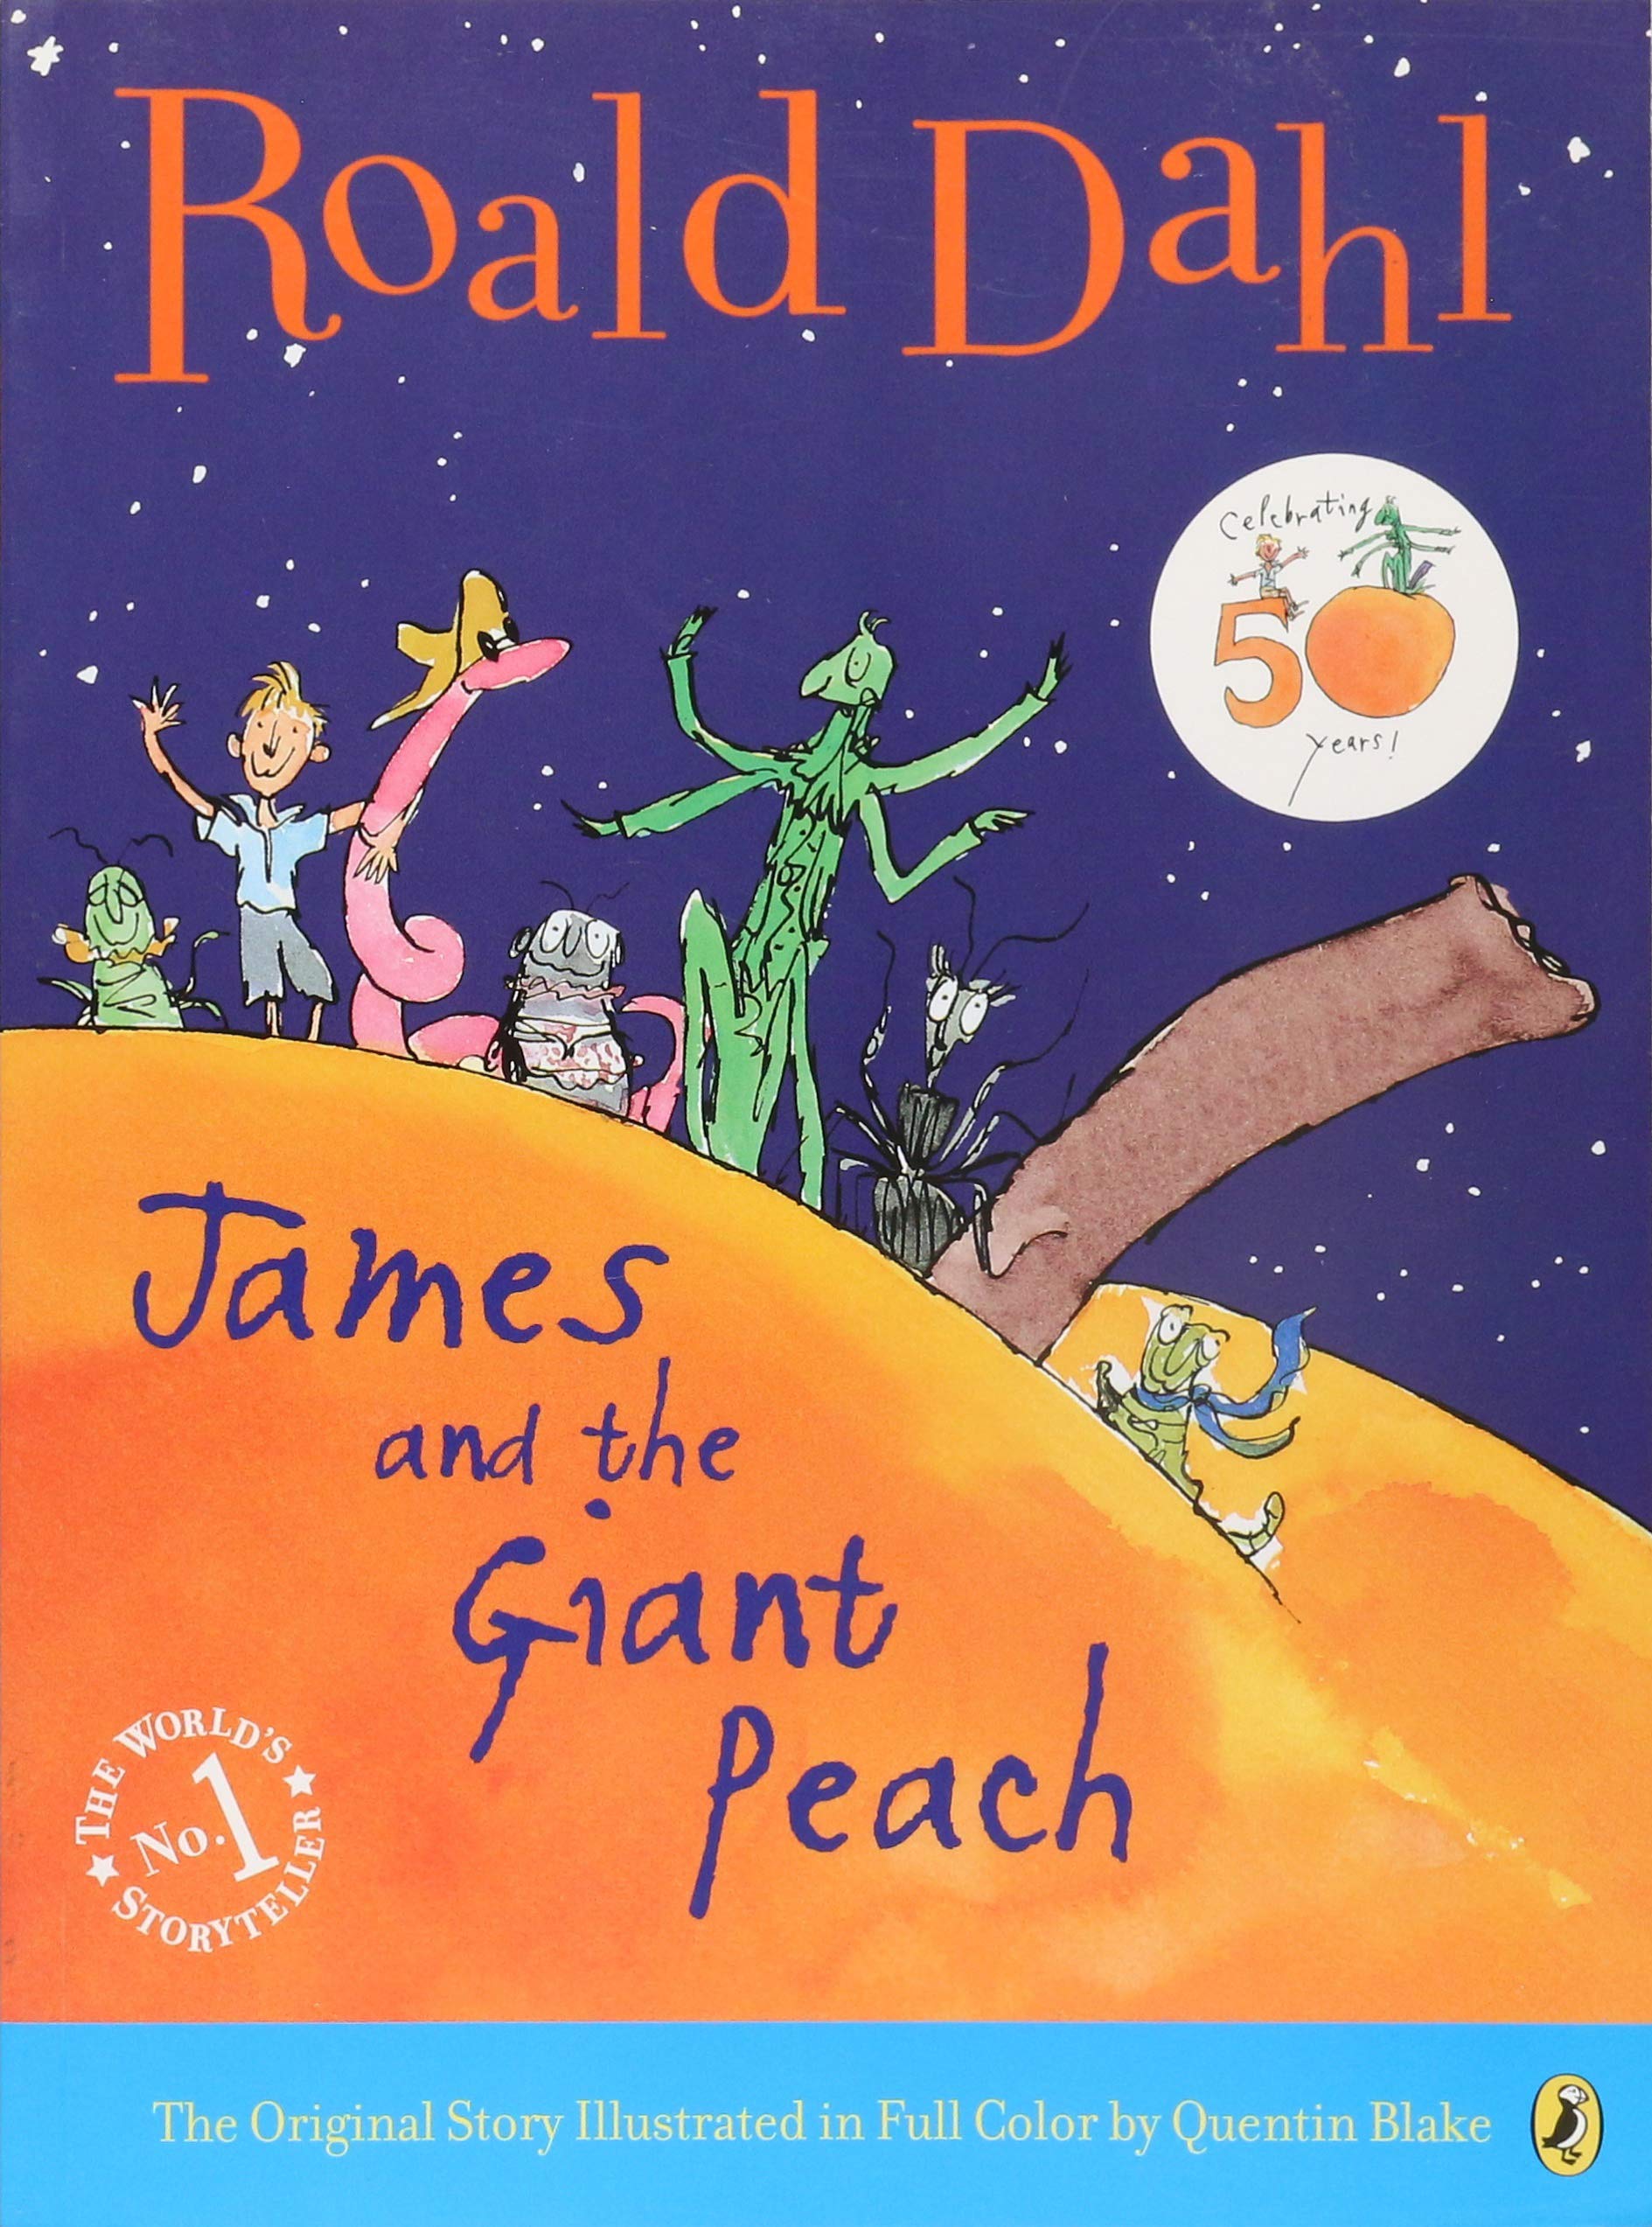 Roald Dahl
celebrating
50
years!
James
and the
Giant
Peach
THE WORLD'S
No. 1
STORYTELLER
The Original Story Illustrated in Full Color by Quentin Blake